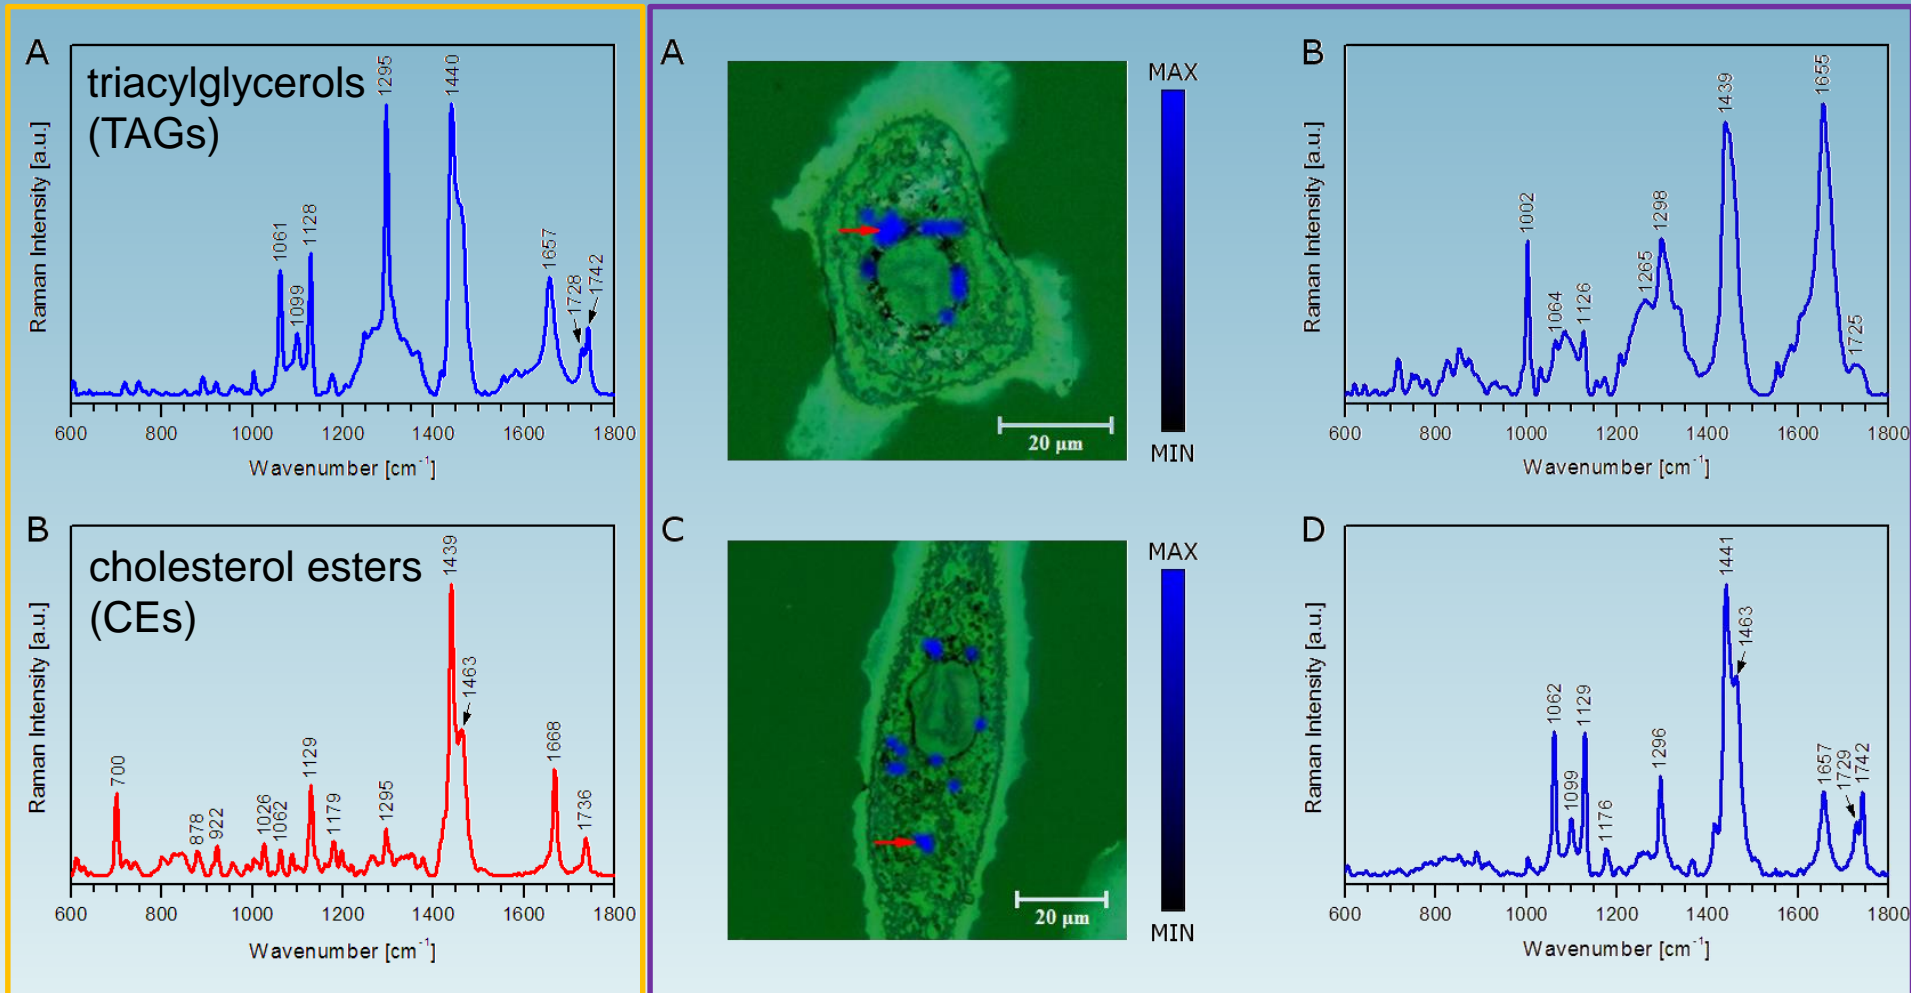 A
triacylglycerols
(TAGs)
1061
1099
1128
1295
1440
1657
1728
1742
Raman Intensity [a.u.]
600 800 1000 1200 1400 1600 1800
Wavenumber [cm⁻¹]
B
cholesterol esters
(CEs)
700
878
922
1026
1062
1129
1179
1295
1439
1463
1668
1736
Raman Intensity [a.u.]
600 800 1000 1200 1400 1600 1800
Wavenumber [cm⁻¹]
A
20 µm
MAX
MIN
B
1002
1064
1126
1265
1298
1439
1655
1725
Raman Intensity [a.u.]
600 800 1000 1200 1400 1600 1800
Wavenumber [cm⁻¹]
C
20 µm
MAX
MIN
D
1062
1099
1129
1176
1296
1441
1463
1657
1729
1742
Raman Intensity [a.u.]
600 800 1000 1200 1400 1600 1800
Wavenumber [cm⁻¹]